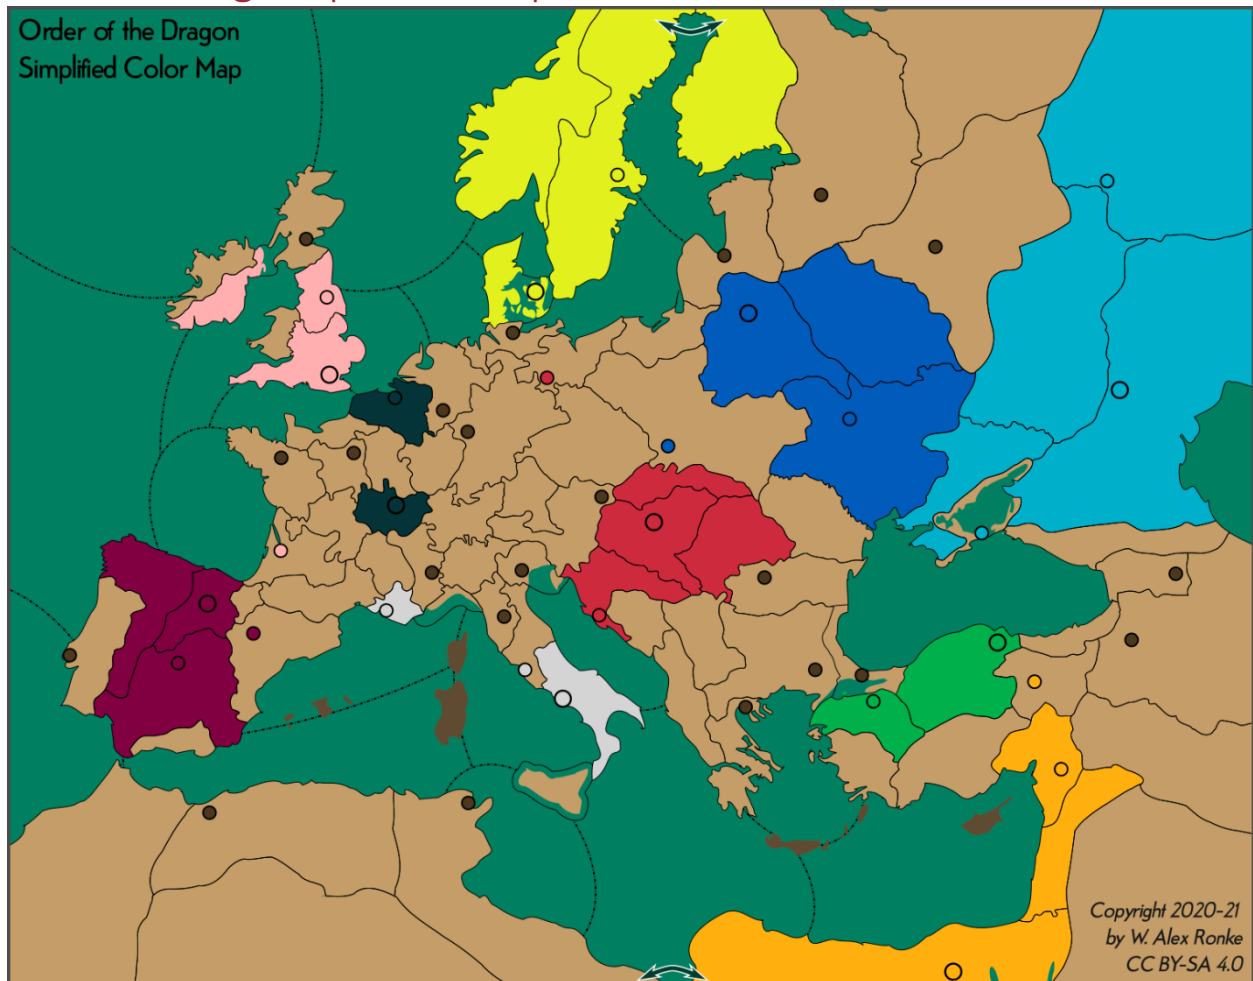 Order of the Dragon
Simplified Color Map
Copyright 2020-21
by W. Alex Ronke
CC BY-SA 4.0